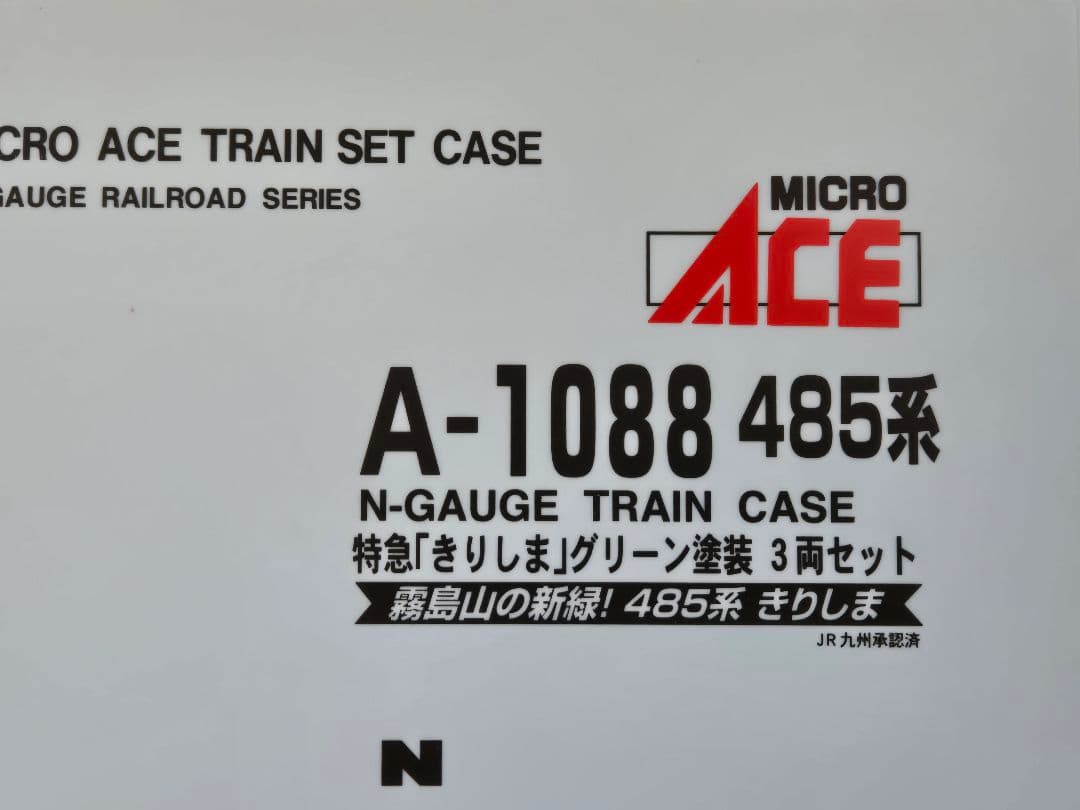 CRO ACE TRAIN SET CASE
GAUGE RAILROAD SERIES
MICRO
ACE
A-1088 485系
N-GAUGE TRAIN CASE
特急「きりしま」グリーン塗装 3両セット
霧島山の新緑! 485系 きりしま
JR九州承認済
N